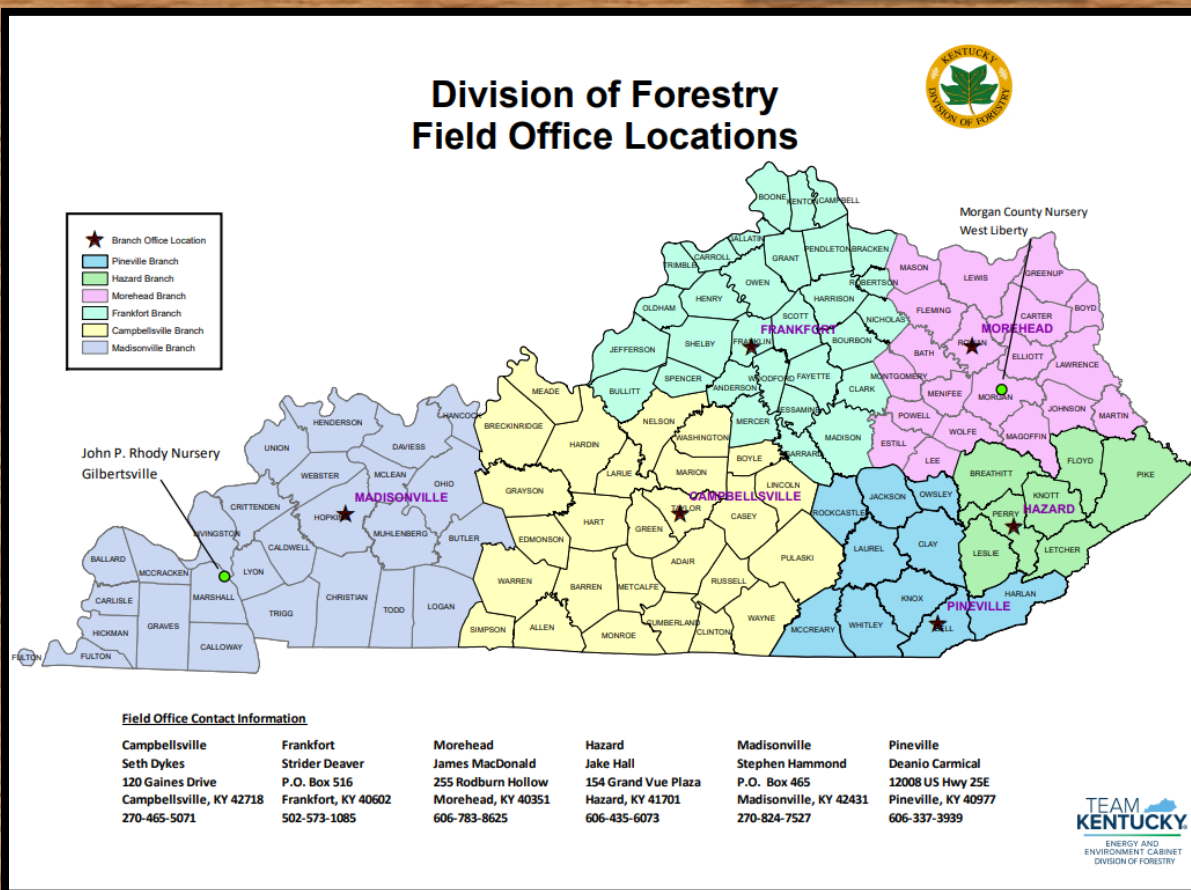 Division of Forestry
Field Office Locations
KENTUCKY
DIVISION OF FORESTRY
Branch Office Location
Pineville Branch
Hazard Branch
Morehead Branch
Frankfort Branch
Campbellsville Branch
Madisonville Branch
Morgan County Nursery
West Liberty
John P. Rhody Nursery
Gilbertsville
BOONE
KENTON
CAMPBELL
GALLATIN
CARROLL
TRIMBLE
GRANT
PENDLETON
BRACKEN
OWEN
ROBERTSON
HENRY
OLDHAM
HARRISON
SCOTT
NICHOLAS
FRANKFORT
FRANKLIN
BOURBON
JEFFERSON
SHELBY
SPENCER
BULLITT
ANDERSON
WOODFORD
FAYETTE
CLARK
JESSAMINE
MERCER
MADISON
GARRARD
MASON
LEWIS
GREENUP
FLEMING
CARTER
BOYD
MOREHEAD
ROWAN
BATH
ELLIOTT
LAWRENCE
MONTGOMERY
MENIFEE
MORGAN
JOHNSON
MARTIN
POWELL
WOLFE
MAGOFFIN
ESTILL
LEE
MEADE
BRECKINRIDGE
HARDIN
NELSON
WASHINGTON
LARUE
MARION
BOYLE
LINCOLN
GRAYSON
CAMPBELLSVILLE
TAYLOR
CASEY
HART
GREEN
EDMONSON
ADAIR
PULASKI
WARREN
BARREN
METCALFE
RUSSELL
WAYNE
SIMPSON
ALLEN
MONROE
CUMBERLAND
CLINTON
HANCOCK
HENDERSON
UNION
DAVIESS
WEBSTER
MCLEAN
OHIO
MADISONVILLE
HOPKINS
CRITTENDEN
LIVINGSTON
MUHLENBERG
BUTLER
CALDWELL
LYON
BALLARD
MCCRACKEN
MARSHALL
CARLISLE
GRAVES
TRIGG
CHRISTIAN
TODD
LOGAN
HICKMAN
CALLOWAY
FULTON
FULTON
BREATHITT
FLOYD
PIKE
KNOTT
PERRY
HAZARD
LESLIE
LETCHER
JACKSON
OWSLEY
ROCKCASTLE
LAUREL
CLAY
KNOX
HARLAN
PINEVILLE
BELL
MCCREARY
WHITLEY
Field Office Contact Information
Campbellsville
Seth Dykes
120 Gaines Drive
Campbellsville, KY 42718
270-465-5071
Frankfort
Strider Deaver
P.O. Box 516
Frankfort, KY 40602
502-573-1085
Morehead
James MacDonald
255 Rodburn Hollow
Morehead, KY 40351
606-783-8625
Hazard
Jake Hall
154 Grand Vue Plaza
Hazard, KY 41701
606-435-6073
Madisonville
Stephen Hammond
P.O. Box 465
Madisonville, KY 42431
270-824-7527
Pineville
Deanio Carmical
12008 US Hwy 25E
Pineville, KY 40977
606-337-3939
TEAM
KENTUCKY
ENERGY AND
ENVIRONMENT CABINET
DIVISION OF FORESTRY